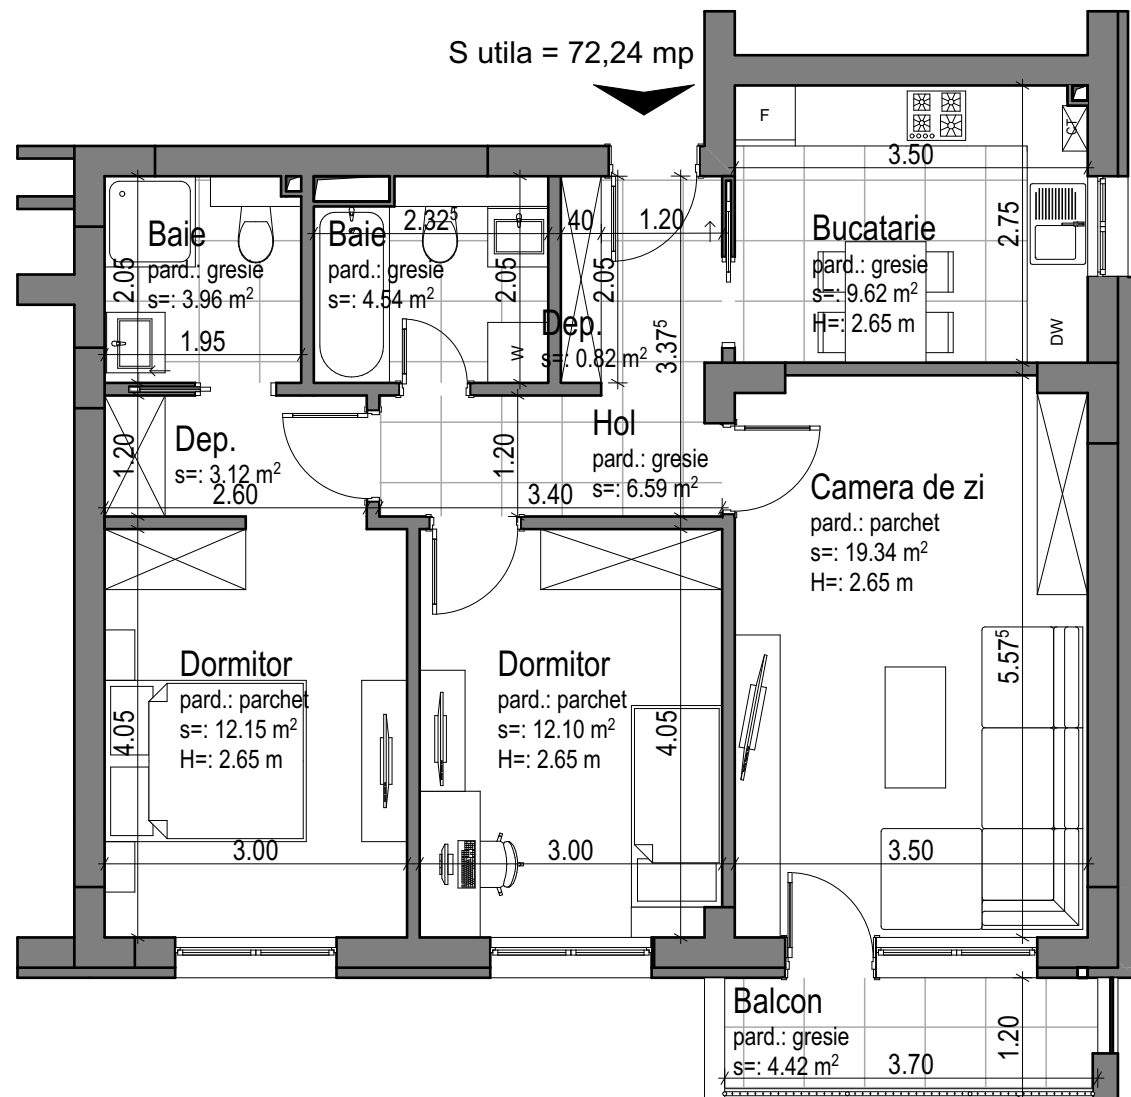 S utila = 72,24 mp
F
CT
3.50
2.75
Bucatarie
pard.: gresie
s=: 9.62 m²
H=: 2.65 m
DW
Baie
pard.: gresie
s=: 3.96 m²
2.05
1.95
Baie
2.32⁵
pard.: gresie
s=: 4.54 m²
2.05
W
40
1.20
2.05
Dep.
s=: 0.82 m²
3.37⁵
1.20
Dep.
s=: 3.12 m²
2.60
1.20
Hol
pard.: gresie
s=: 6.59 m²
3.40
Camera de zi
pard.: parchet
s=: 19.34 m²
H=: 2.65 m
5.57⁵
3.50
Dormitor
pard.: parchet
s=: 12.15 m²
H=: 2.65 m
4.05
3.00
Dormitor
pard.: parchet
s=: 12.10 m²
H=: 2.65 m
4.05
3.00
Balcon
pard.: gresie
s=: 4.42 m²
3.70
1.20